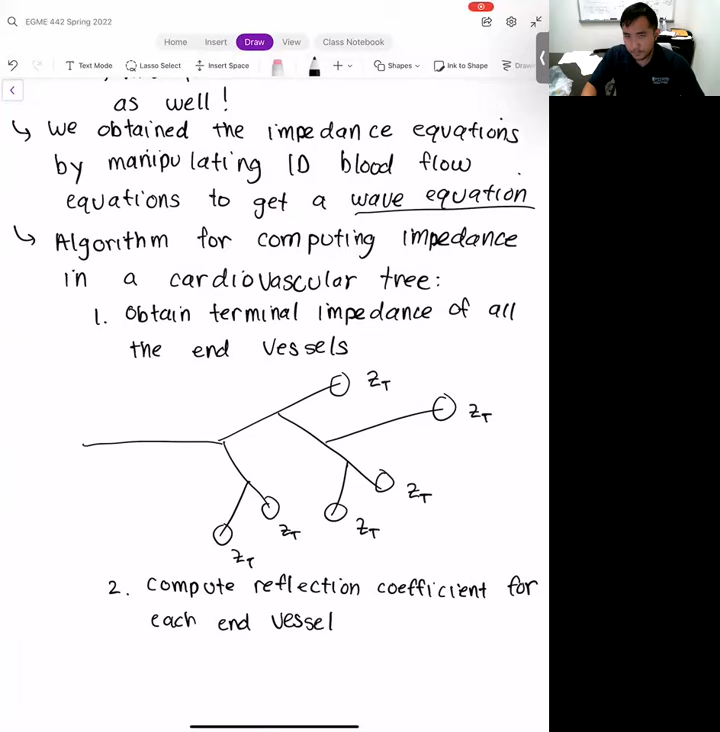 EGME 442 Spring 2022
Home Insert Draw View Class Notebook
Text Mode Lasso Select Insert Space Shapes Ink to Shape Draw
as well!
↳ we obtained the impedance equations
by manipulating 1D blood flow
equations to get a wave equation
↳ Algorithm for computing impedance
in a cardiovascular tree:
1. obtain terminal impedance of all
the end vessels
Z_T
Z_T
Z_T
Z_T
Z_T
Z_T
2. compute reflection coefficient for
each end vessel